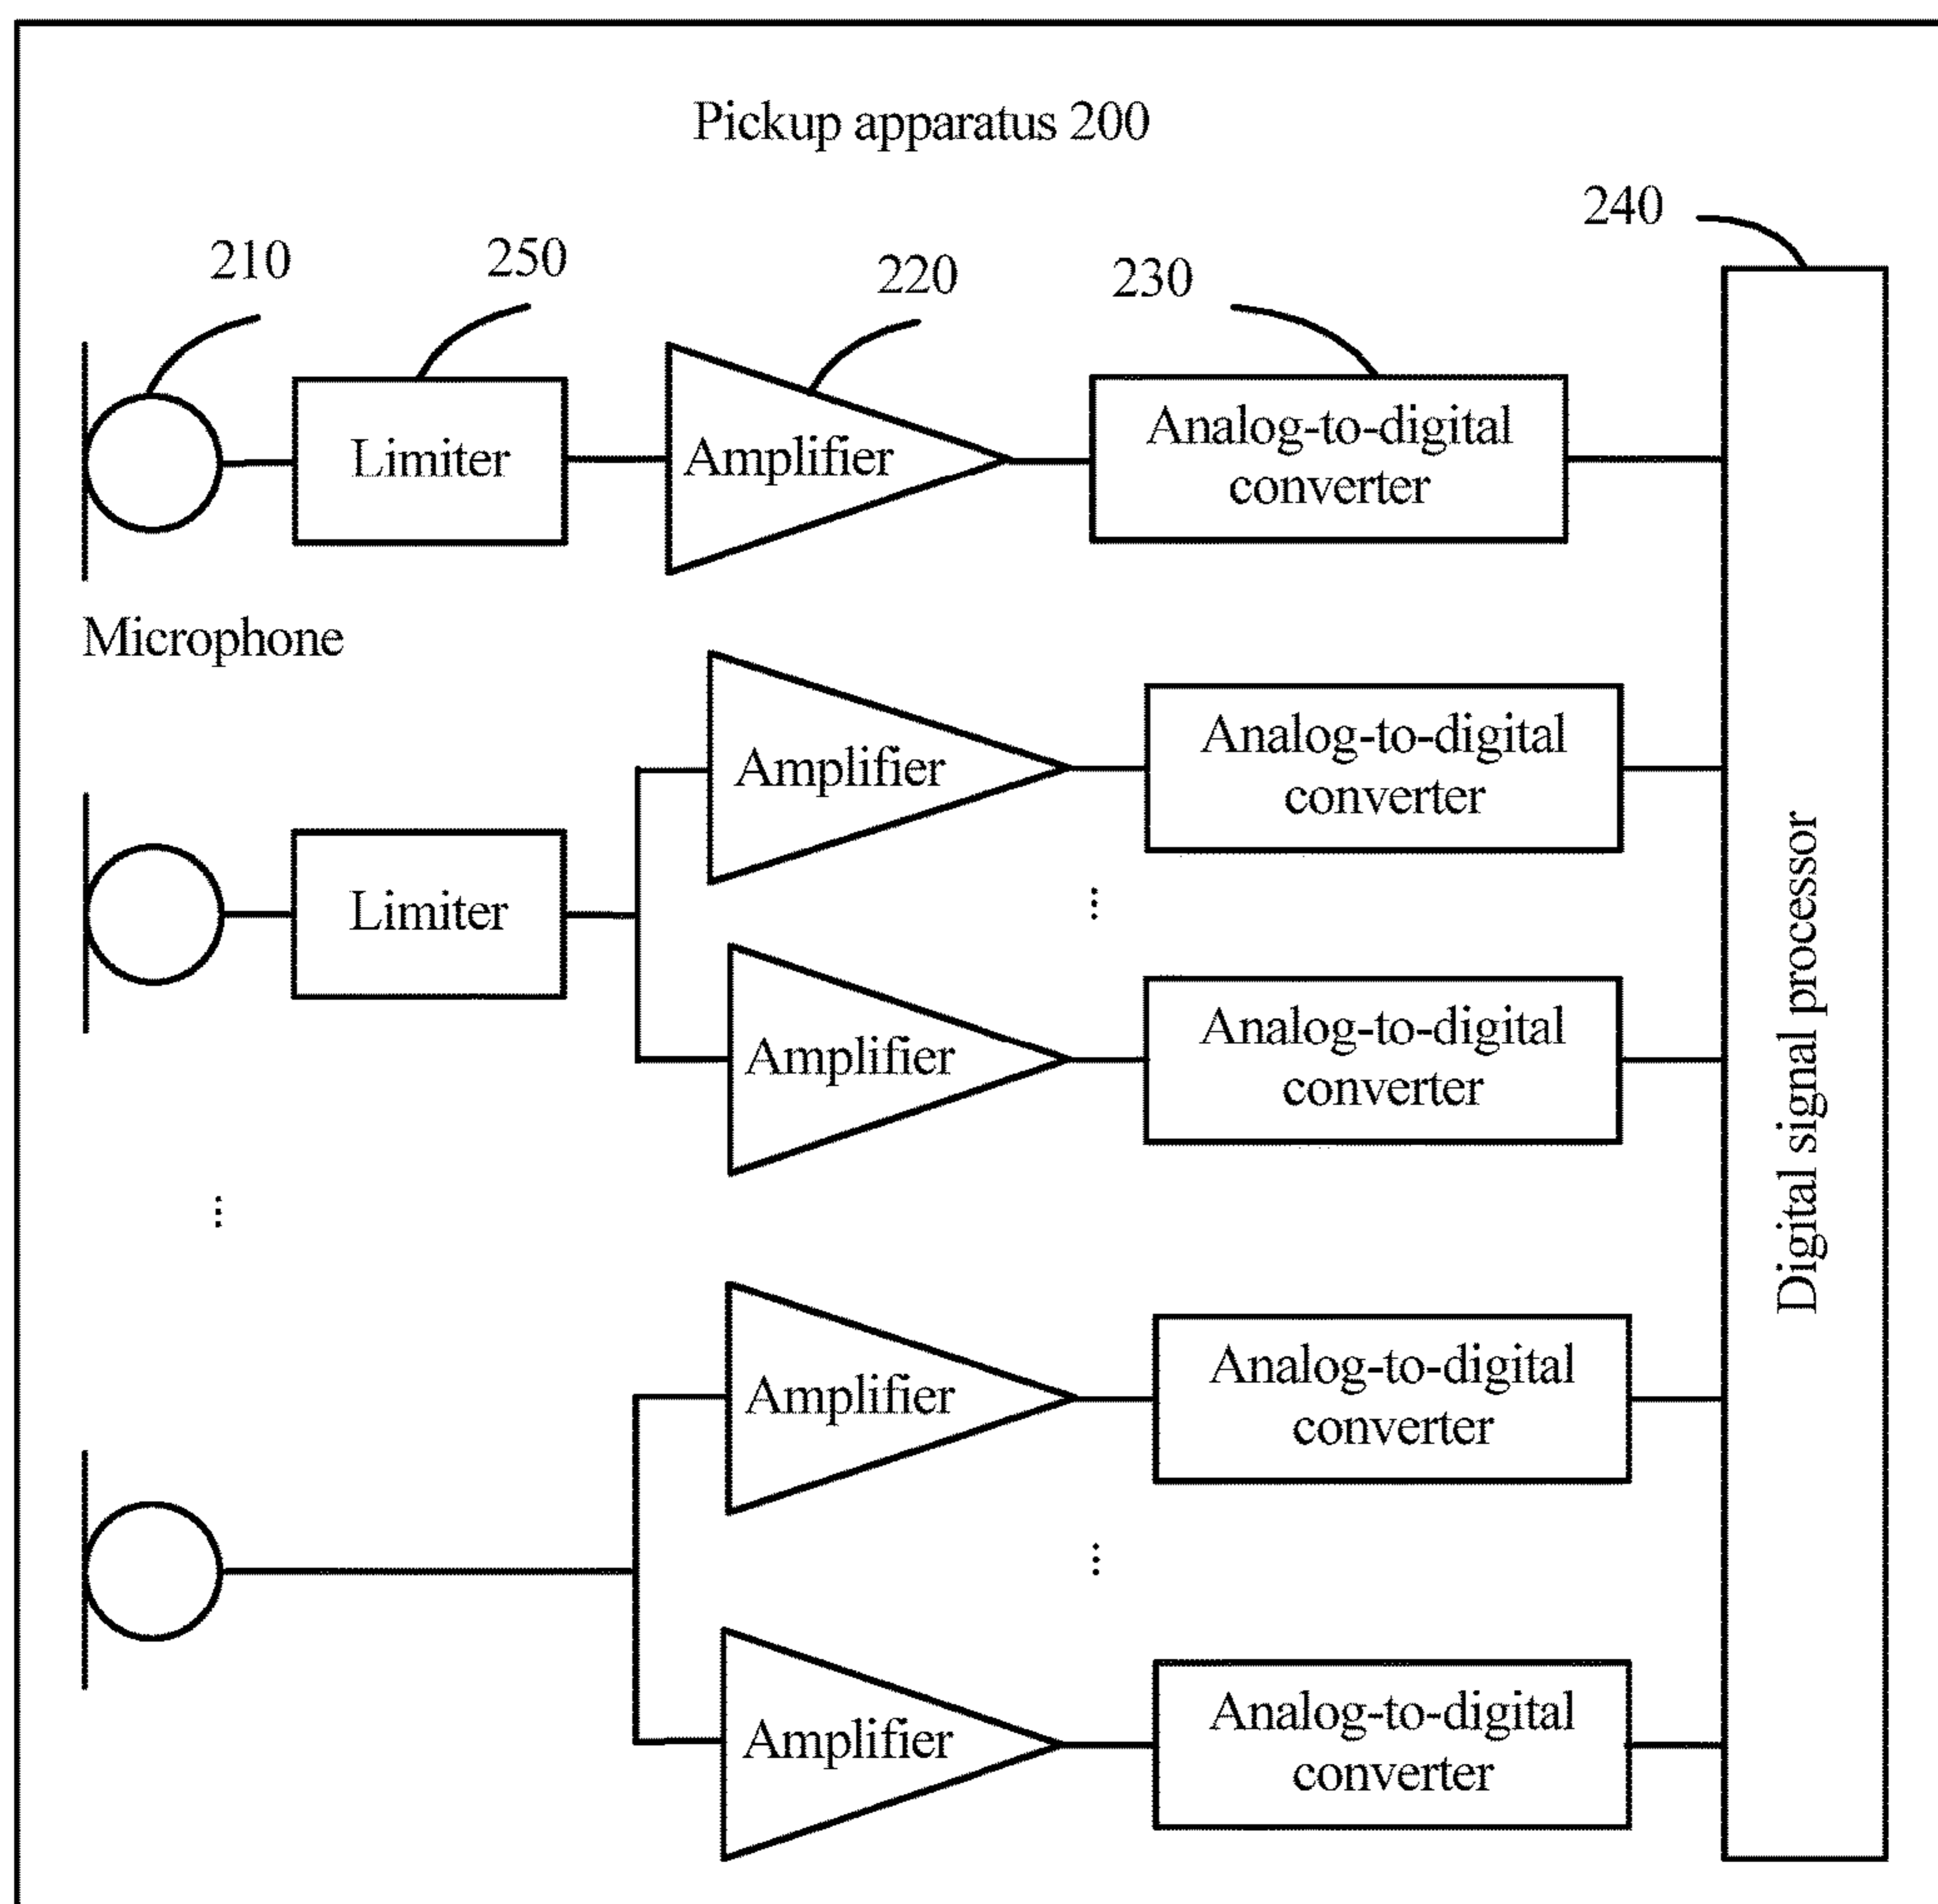 Pickup apparatus 200
240
210
250
220
230
Limiter
Amplifier
Analog-to-digital
converter
Microphone
Amplifier
Analog-to-digital
converter
Limiter
...
Amplifier
Analog-to-digital
converter
Digital signal processor
...
Amplifier
Analog-to-digital
converter
...
Amplifier
Analog-to-digital
converter